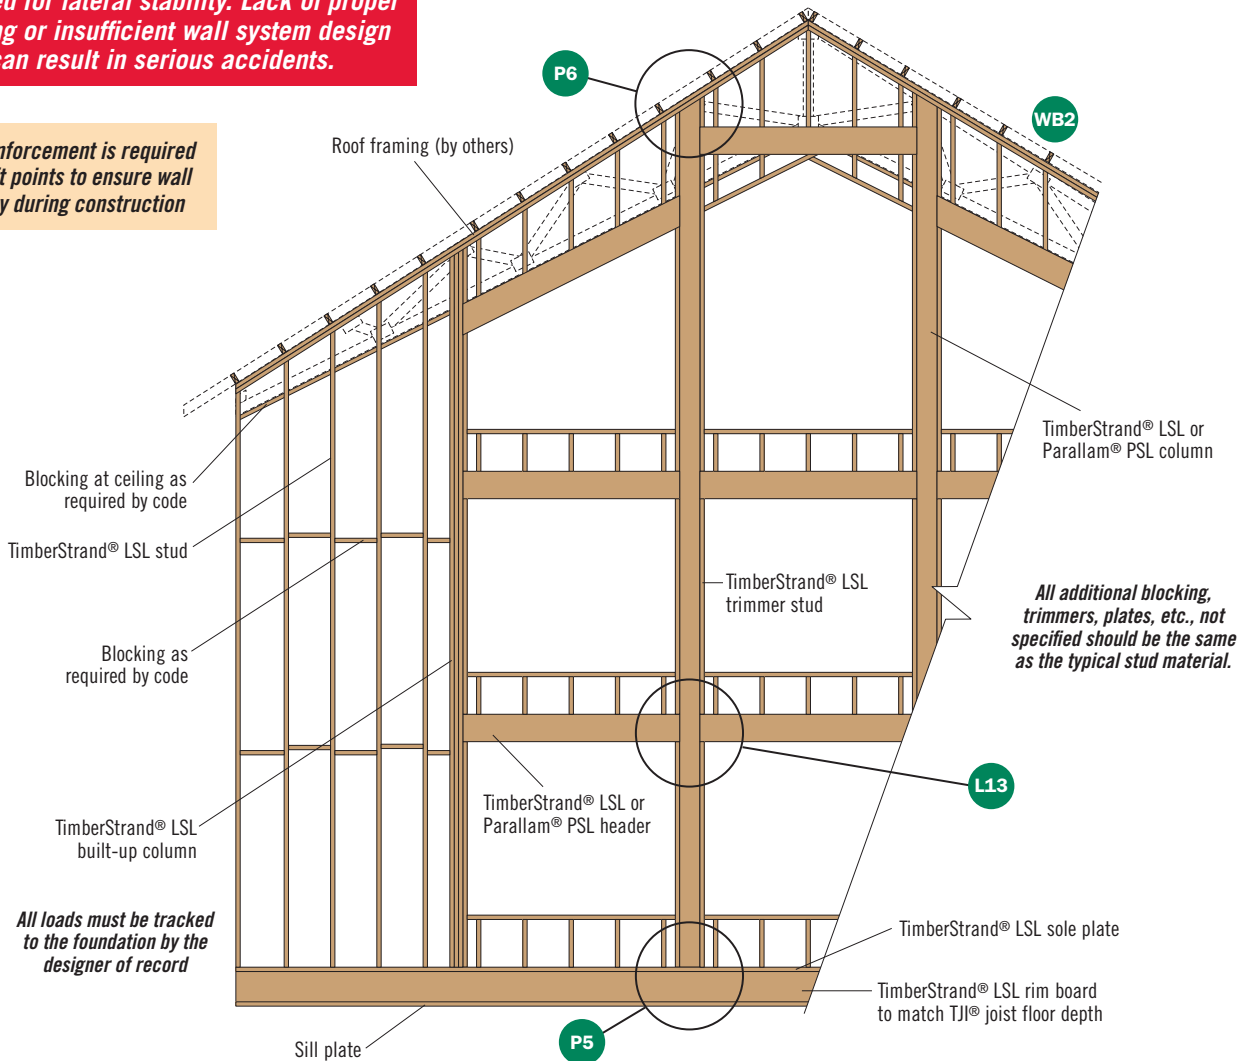 for lateral stability. Lack of proper
or insufficient wall system design
can result in serious accidents.
P6
WB2
Roof framing (by others)
is required
points to ensure wall
during construction
TimberStrand® LSL or
Parallam® PSL column
Blocking at ceiling as
required by code
TimberStrand® LSL stud
TimberStrand® LSL
trimmer stud
All additional blocking,
trimmers, plates, etc., not
specified should be the same
as the typical stud material.
Blocking as
required by code
L13
TimberStrand® LSL or
Parallam® PSL header
TimberStrand® LSL
built-up column
All loads must be tracked
to the foundation by the
designer of record
TimberStrand® LSL sole plate
TimberStrand® LSL rim board
to match TJI® joist floor depth
P5
Sill plate